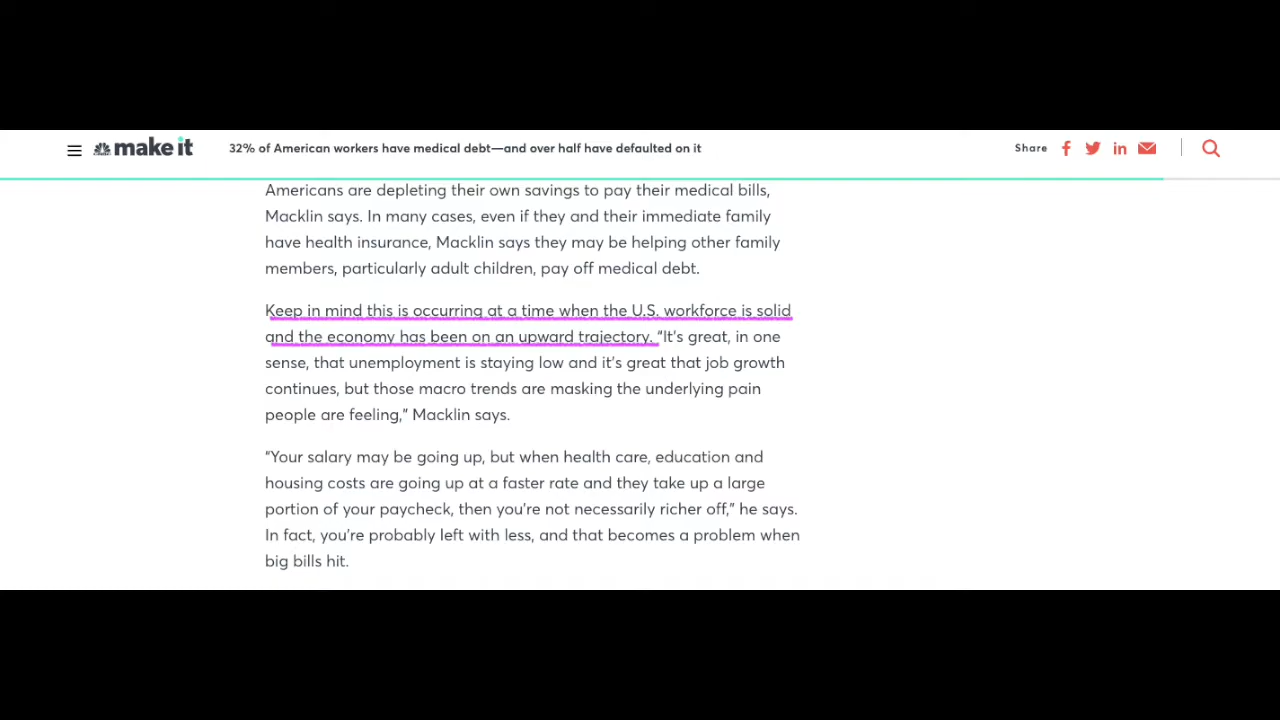 make it
32% of American workers have medical debt—and over half have defaulted on it
Share
Americans are depleting their own savings to pay their medical bills,
Macklin says. In many cases, even if they and their immediate family
have health insurance, Macklin says they may be helping other family
members, particularly adult children, pay off medical debt.
Keep in mind this is occurring at a time when the U.S. workforce is solid
and the economy has been on an upward trajectory. “It’s great, in one
sense, that unemployment is staying low and it’s great that job growth
continues, but those macro trends are masking the underlying pain
people are feeling,” Macklin says.
“Your salary may be going up, but when health care, education and
housing costs are going up at a faster rate and they take up a large
portion of your paycheck, then you’re not necessarily richer off,” he says.
In fact, you’re probably left with less, and that becomes a problem when
big bills hit.